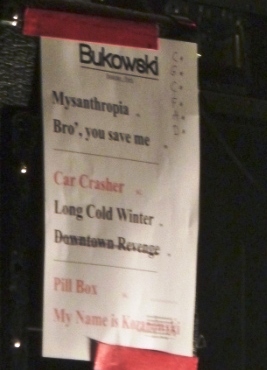 Bukowski
Mysanthropia
Bro', you save me
Car Crasher
Long Cold Winter
Downtown Revenge
Pill Box
My Name is Kozanowski